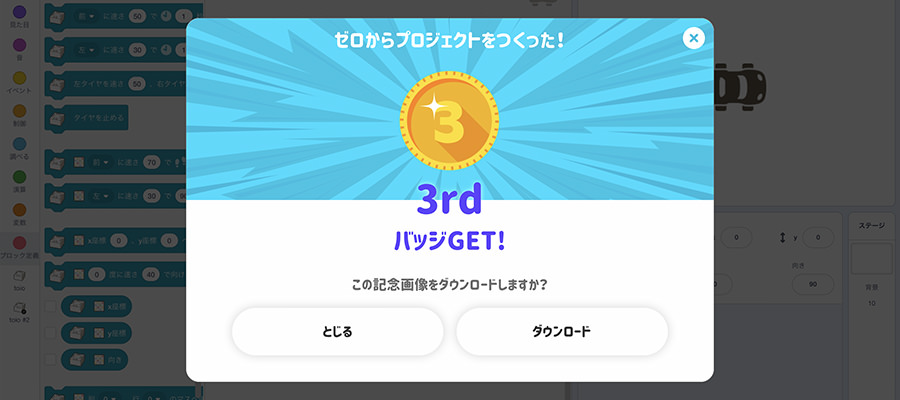 ゼロからプロジェクトをつくった!
3
3rd
バッジGET!
この記念画像をダウンロードしますか?
とじる
ダウンロード
見た目
音
イベント
制御
調べる
演算
変数
ブロック定義
toio
toio #2
前 に速さ 50 で 1
左 に速さ 30 で 1
左タイヤを速さ 50 、右タイヤ
タイヤを止める
前 に速さ 70 で
左 に速さ 30 で 90
x座標 0 、y座標 0
0 度に速さ 40 で向け
x座標
y座標
向き
0
y 0
向き
90
ステージ
背景
10